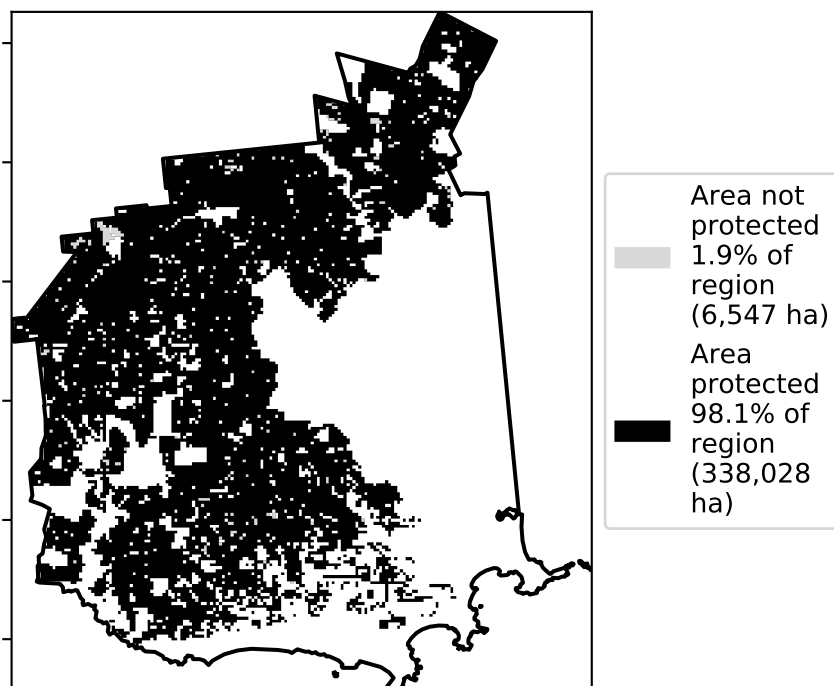 Area not
protected
1.9% of
region
(6,547 ha)
Area
protected
98.1% of
region
(338,028
ha)